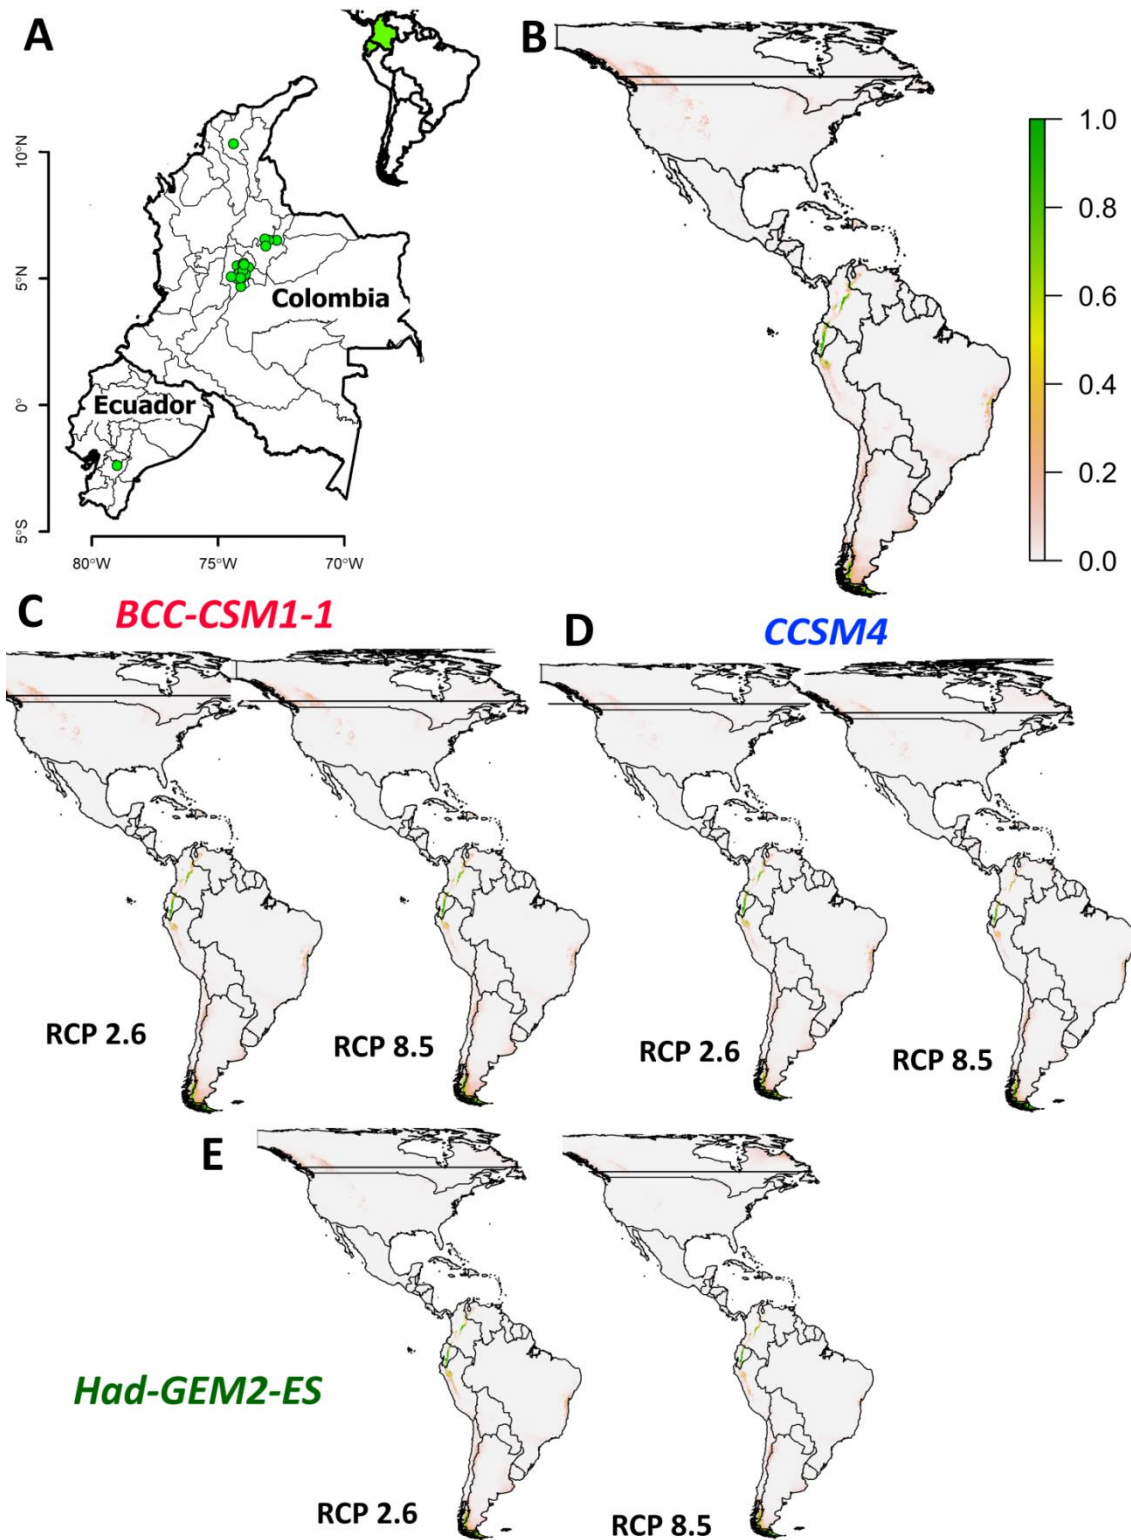 A
B
10°N
5°N
0°
5°S
80°W
75°W
70°W
Colombia
Ecuador
1.0
0.8
0.6
0.4
0.2
0.0
C
BCC-CSM1-1
D
CCSM4
RCP 2.6
RCP 8.5
RCP 2.6
RCP 8.5
E
Had-GEM2-ES
RCP 2.6
RCP 8.5